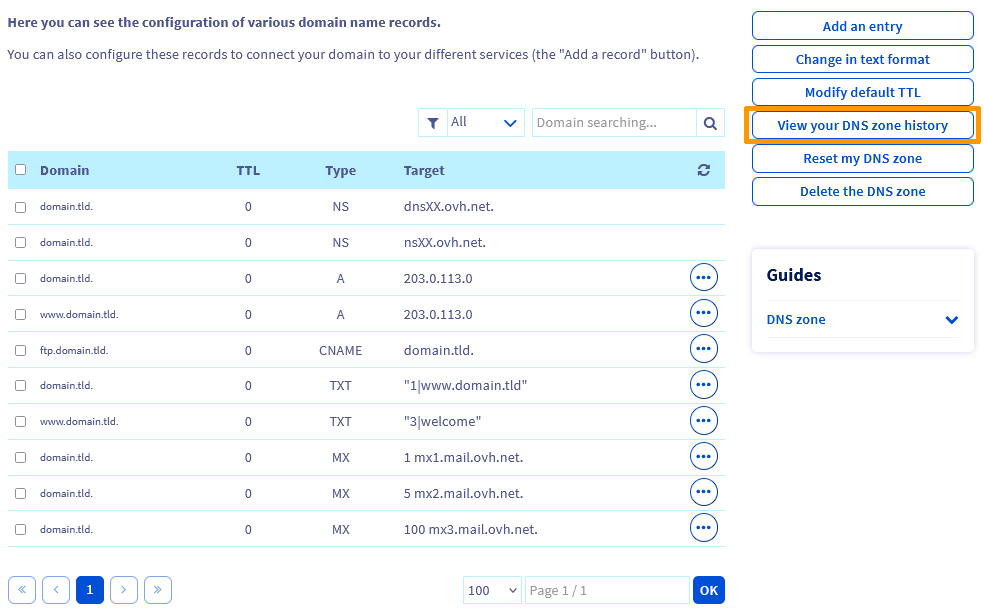 Here you can see the configuration of various domain name records.
You can also configure these records to connect your domain to your different services (the "Add a record" button).
All
Domain searching...
Domain TTL Type Target
domain.tld. 0 NS dnsXX.ovh.net.
domain.tld. 0 NS nsXX.ovh.net.
domain.tld. 0 A 203.0.113.0
www.domain.tld. 0 A 203.0.113.0
ftp.domain.tld. 0 CNAME domain.tld.
domain.tld. 0 TXT "1|www.domain.tld"
www.domain.tld. 0 TXT "3|welcome"
domain.tld. 0 MX 1 mx1.mail.ovh.net.
domain.tld. 0 MX 5 mx2.mail.ovh.net.
domain.tld. 0 MX 100 mx3.mail.ovh.net.
« ‹ 1 › » 100 Page 1 / 1 OK
Add an entry
Change in text format
Modify default TTL
View your DNS zone history
Reset my DNS zone
Delete the DNS zone
Guides
DNS zone